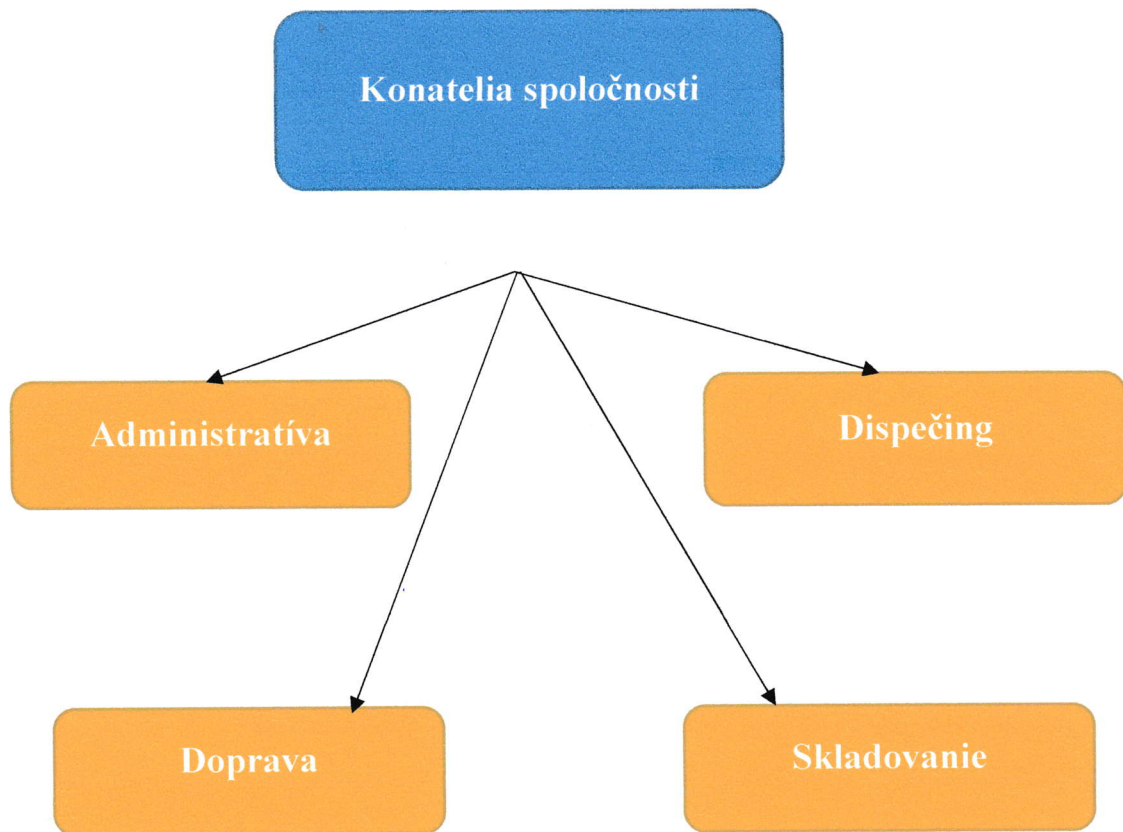 Konatelia spoločnosti
Administratíva
Dispečing
Doprava
Skladovanie